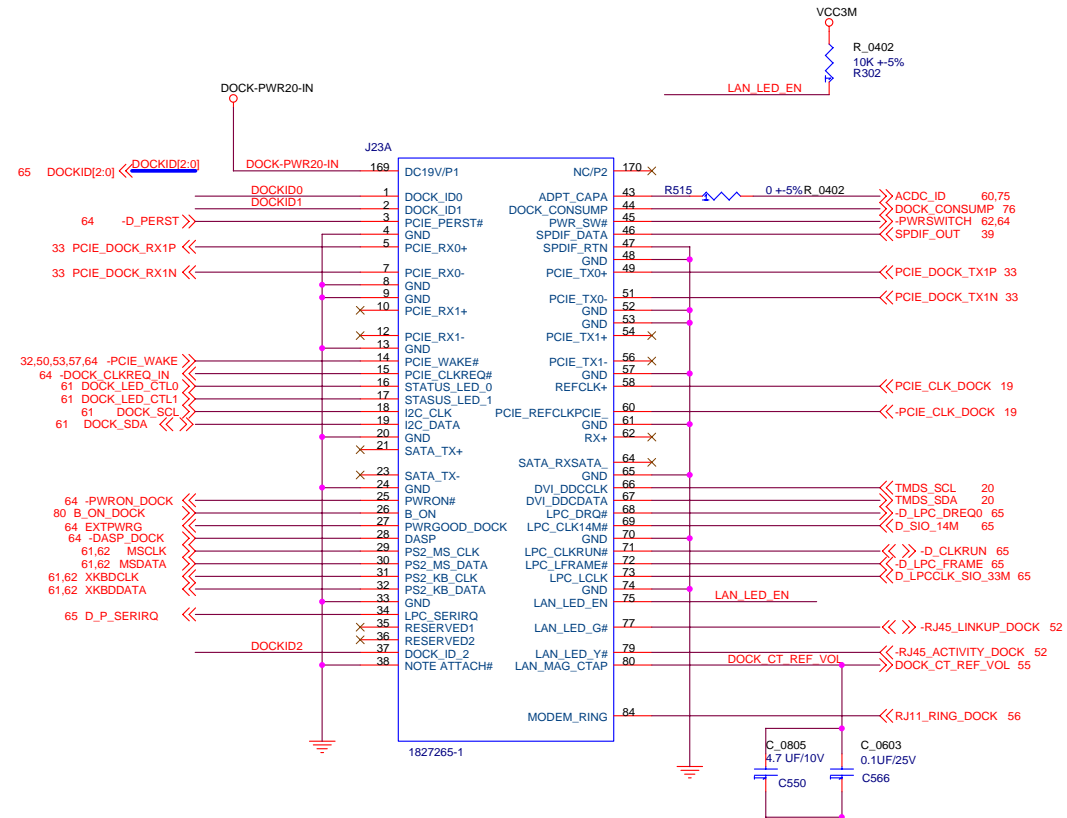 VCC3M
R_0402
10K +-5%
R302
LAN_LED_EN
DOCK-PWR20-IN
J23A
65 DOCKID[2:0] DOCKID[2:0] DOCK-PWR20-IN 169 DC19V/P1 NC/P2 170
DOCKID0 1 DOCK_ID0 ADPT_CAPA 43 R515 0 +-5% R_0402 ACDC_ID 60,75
DOCKID1 2 DOCK_ID1 DOCK_CONSUMP 44 DOCK_CONSUMP 76
64 -D_PERST 3 PCIE_PERST# PWR_SW# 45 -PWRSWITCH 62,64
4 GND SPDIF_DATA 46 SPDIF_OUT 39
33 PCIE_DOCK_RX1P 5 PCIE_RX0+ SPDIF_RTN 47
GND 48
33 PCIE_DOCK_RX1N 7 PCIE_RX0- PCIE_TX0+ 49 PCIE_DOCK_TX1P 33
8 GND
9 GND PCIE_TX0- 51 PCIE_DOCK_TX1N 33
10 PCIE_RX1+ GND 52
GND 53
12 PCIE_RX1- PCIE_TX1+ 54
13 GND
32,50,53,57,64 -PCIE_WAKE 14 PCIE_WAKE# PCIE_TX1- 56
64 -DOCK_CLKREQ_IN 15 PCIE_CLKREQ# GND 57
61 DOCK_LED_CTL0 16 STATUS_LED_0 REFCLK+ 58 PCIE_CLK_DOCK 19
61 DOCK_LED_CTL1 17 STASUS_LED_1
61 DOCK_SCL 18 I2C_CLK PCIE_REFCLKPCIE_ 60 -PCIE_CLK_DOCK 19
61 DOCK_SDA 19 I2C_DATA GND 61
20 GND RX+ 62
21 SATA_TX+
SATA_RXSATA_ 64
23 SATA_TX- GND 65
24 GND DVI_DDCCLK 66 TMDS_SCL 20
64 -PWRON_DOCK 25 PWRON# DVI_DDCDATA 67 TMDS_SDA 20
80 B_ON_DOCK 26 B_ON LPC_DRQ# 68 -D_LPC_DREQ0 65
64 EXTPWRG 27 PWRGOOD_DOCK LPC_CLK14M# 69 D_SIO_14M 65
64 -DASP_DOCK 28 DASP GND 70
61,62 MSCLK 29 PS2_MS_CLK LPC_CLKRUN# 71 -D_CLKRUN 65
61,62 MSDATA 30 PS2_MS_DATA LPC_LFRAME# 72 -D_LPC_FRAME 65
61,62 XKBDCLK 31 PS2_KB_CLK LPC_LCLK 73 D_LPCCLK_SIO_33M 65
61,62 XKBDDATA 32 PS2_KB_DATA GND 74
33 GND LAN_LED_EN 75 LAN_LED_EN
65 D_P_SERIRQ 34 LPC_SERIRQ
35 RESERVED1 LAN_LED_G# 77 -RJ45_LINKUP_DOCK 52
36 RESERVED2
DOCKID2 37 DOCK_ID_2 LAN_LED_Y# 79 -RJ45_ACTIVITY_DOCK 52
38 NOTE ATTACH# LAN_MAG_CTAP 80 DOCK_CT_REF_VOL DOCK_CT_REF_VOL 55
MODEM_RING 84 RJ11_RING_DOCK 56
1827265-1
C_0805 C_0603
4.7 UF/10V 0.1UF/25V
C550 C566